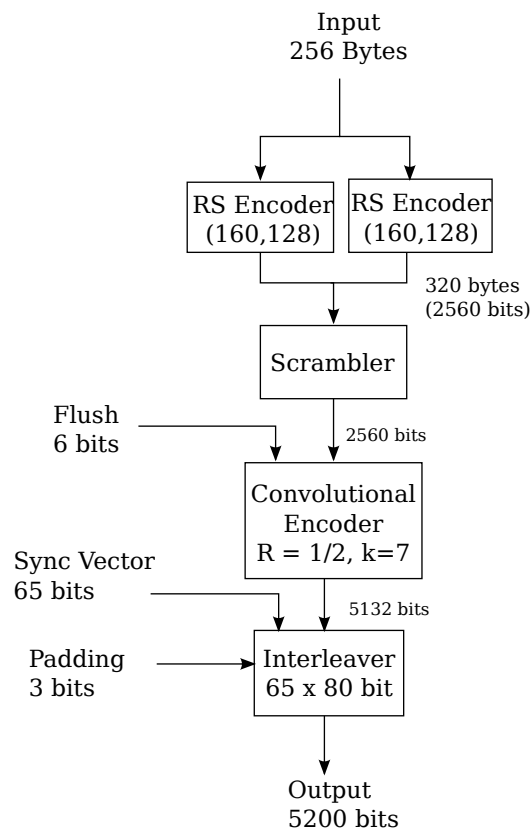 Input
256 Bytes
RS Encoder
(160,128)
RS Encoder
(160,128)
320 bytes
(2560 bits)
Scrambler
Flush
6 bits
2560 bits
Convolutional
Encoder
R = 1/2, k=7
Sync Vector
65 bits
5132 bits
Padding
3 bits
Interleaver
65 x 80 bit
Output
5200 bits